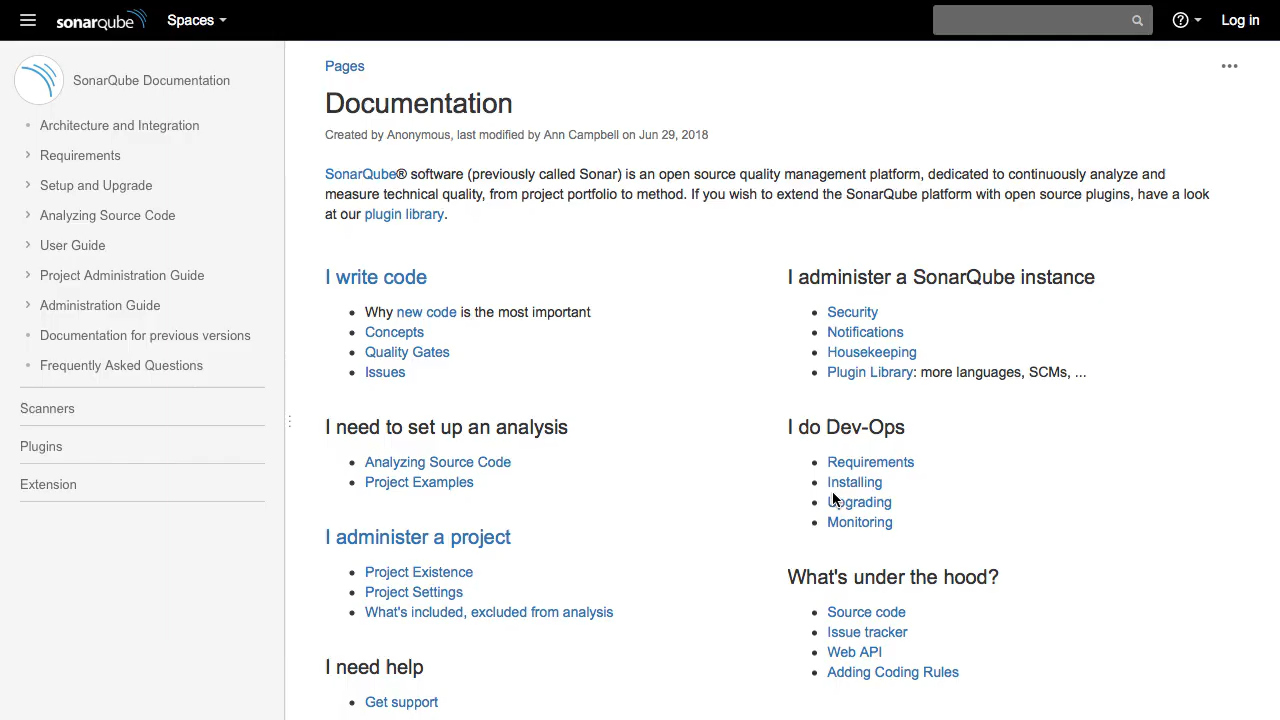 sonarqube Spaces Log in
SonarQube Documentation
Architecture and Integration
Requirements
Setup and Upgrade
Analyzing Source Code
User Guide
Project Administration Guide
Administration Guide
Documentation for previous versions
Frequently Asked Questions
Scanners
Plugins
Extension
Pages
Documentation
Created by Anonymous, last modified by Ann Campbell on Jun 29, 2018
SonarQube® software (previously called Sonar) is an open source quality management platform, dedicated to continuously analyze and
measure technical quality, from project portfolio to method. If you wish to extend the SonarQube platform with open source plugins, have a look
at our plugin library.
I write code
Why new code is the most important
Concepts
Quality Gates
Issues
I need to set up an analysis
Analyzing Source Code
Project Examples
I administer a project
Project Existence
Project Settings
What's included, excluded from analysis
I need help
Get support
I administer a SonarQube instance
Security
Notifications
Housekeeping
Plugin Library: more languages, SCMs, ...
I do Dev-Ops
Requirements
Installing
Upgrading
Monitoring
What's under the hood?
Source code
Issue tracker
Web API
Adding Coding Rules